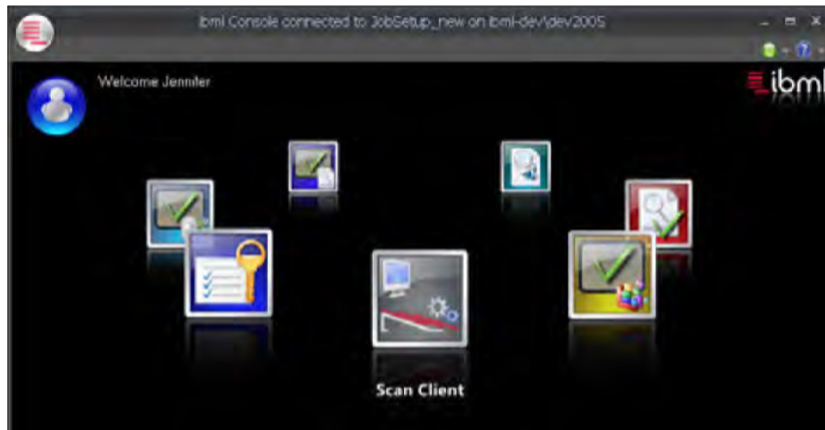 ibml Console connected to JobSetup_new on ibml-dev\dev2005
Welcome Jennifer
ibml
Scan Client